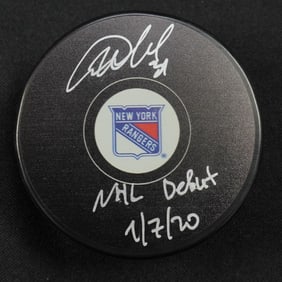 31
NEW YORK
RANGERS
NHL Debut
1/7/20